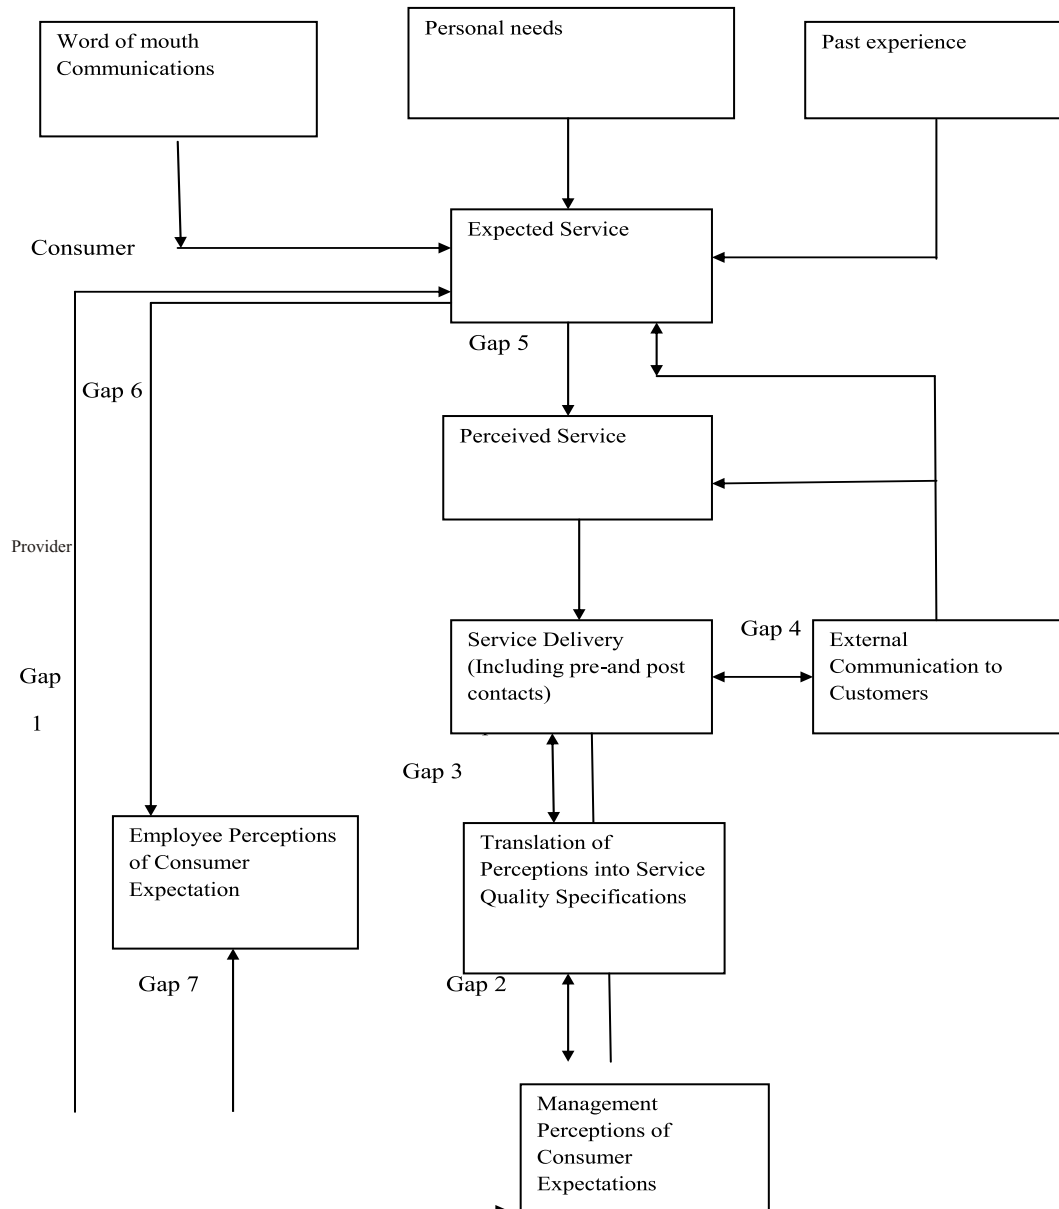 Word of mouth
Communications
Personal needs
Past experience
Expected Service
Consumer
Gap 5
Gap 6
Perceived Service
Provider
Service Delivery
(Including pre-and post
contacts)
Gap 4
External
Communication to
Customers
Gap
1
Gap 3
Employee Perceptions
of Consumer
Expectation
Translation of
Perceptions into Service
Quality Specifications
Gap 7
Gap 2
Management
Perceptions of
Consumer
Expectations